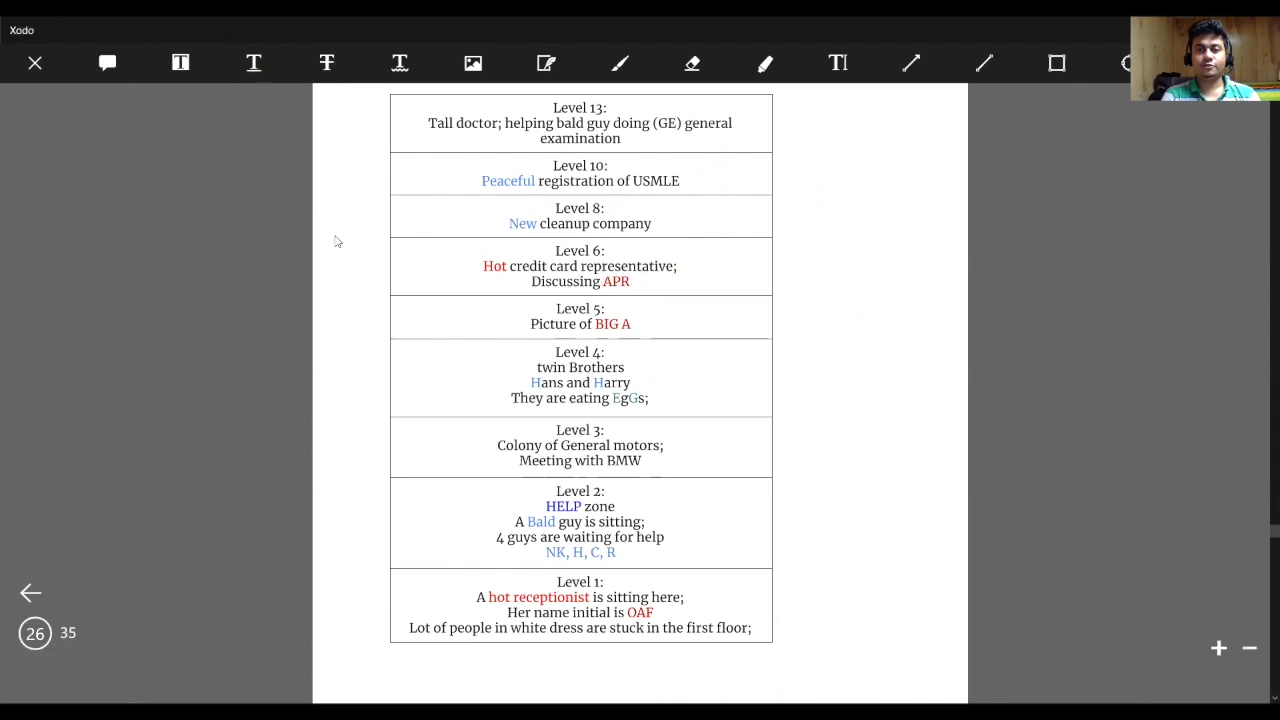 Xodo
Level 13:
Tall doctor; helping bald guy doing (GE) general
examination
Level 10:
Peaceful registration of USMLE
Level 8:
New cleanup company
Level 6:
Hot credit card representative;
Discussing APR
Level 5:
Picture of BIG A
Level 4:
twin Brothers
Hans and Harry
They are eating EgGs;
Level 3:
Colony of General motors;
Meeting with BMW
Level 2:
HELP zone
A Bald guy is sitting;
4 guys are waiting for help
NK, H, C, R
Level 1:
A hot receptionist is sitting here;
Her name initial is OAF
Lot of people in white dress are stuck in the first floor;
26 35